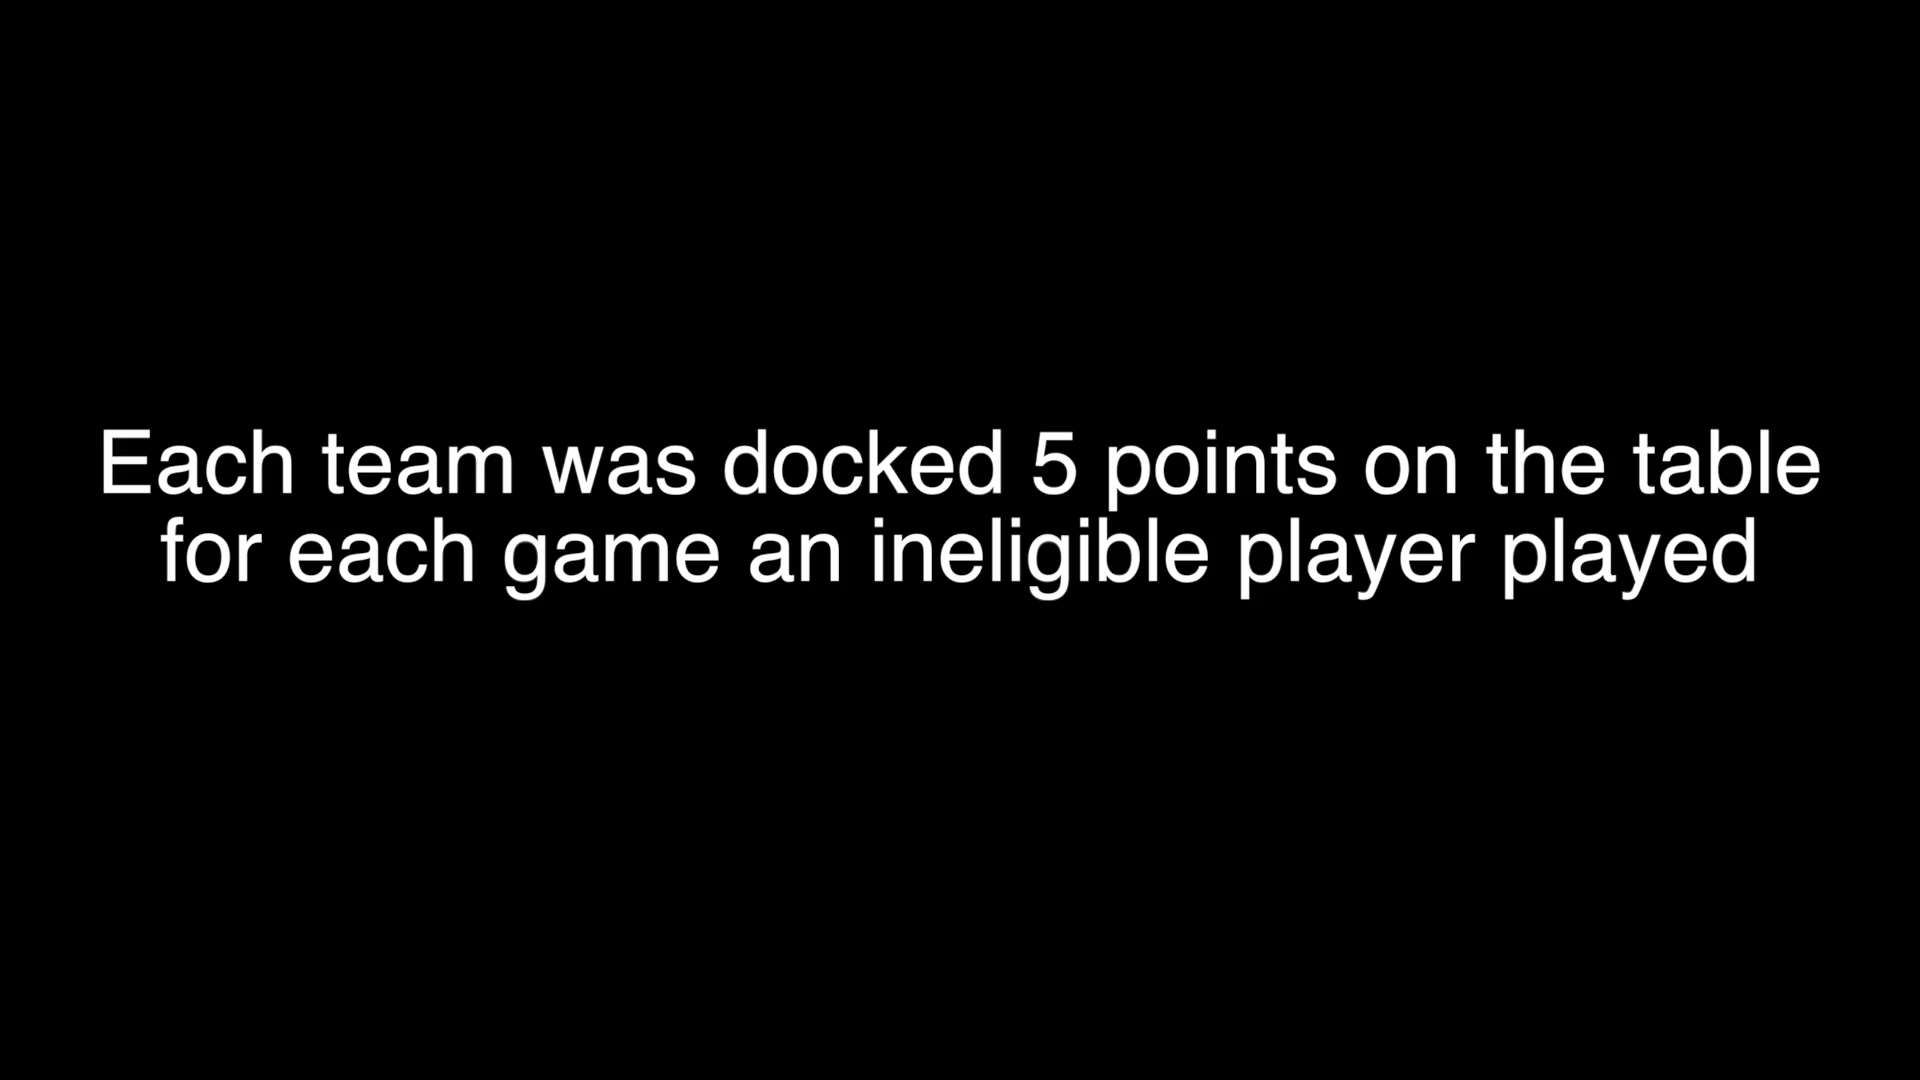 Each team was docked 5 points on the table
for each game an ineligible player played